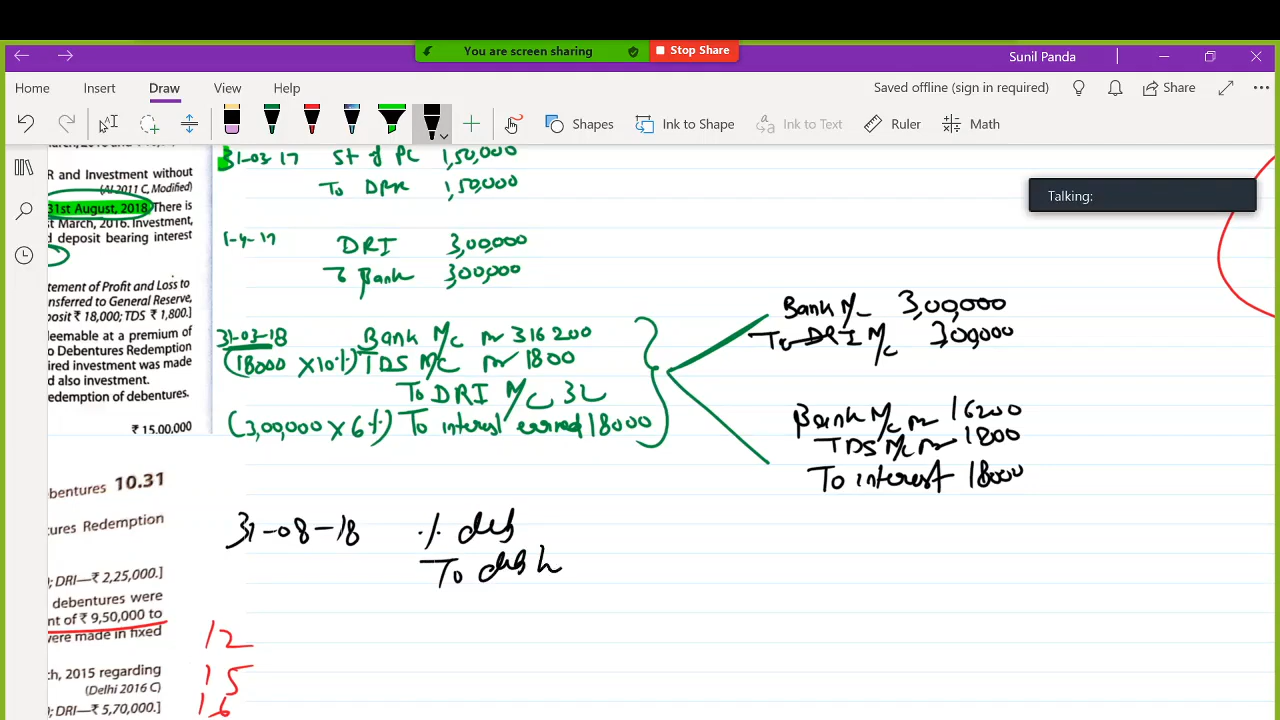 You are screen sharing
Stop Share
Sunil Panda
Home Insert Draw View Help
Saved offline (sign in required)
Share
Shapes
Ink to Shape
Ink to Text
Ruler
Math
Talking:
R and Investment without
(AI 2011 C, Modified)
31st August, 2018. There is
t March, 2016. Investment,
d deposit bearing interest
tement of Profit and Loss to
nsferred to General Reserve,
posit ₹ 18,000; TDS ₹ 1,800.]
leemable at a premium of
o Debentures Redemption
ired investment was made
d also investment.
edemption of debentures.
₹ 15.00,000
ebentures 10.31
tures Redemption
; DRI—₹ 2,25,000.]
debentures were
nt of ₹ 9,50,000 to
were made in fixed
ch, 2015 regarding
(Delhi 2016 C)
; DRI—₹ 5,70,000.]
12
15
16
31-03-17 St of PL 1,50,000
To DRR 1,50,000
1-4-17 DRI 3,00,000
To Bank 3,00,000
31-03-18 Bank A/c Dr 316200
(18000 X 10%) TDS A/c Dr 1800
To DRI A/c 3L
(3,00,000 X 6%) To interest earned 18000
Bank A/c 3,00,000
To DRI A/c 300000
Bank A/c Dr 16200
TDS A/c Dr 1800
To interest 18000
31-08-18 % deb
To deb h